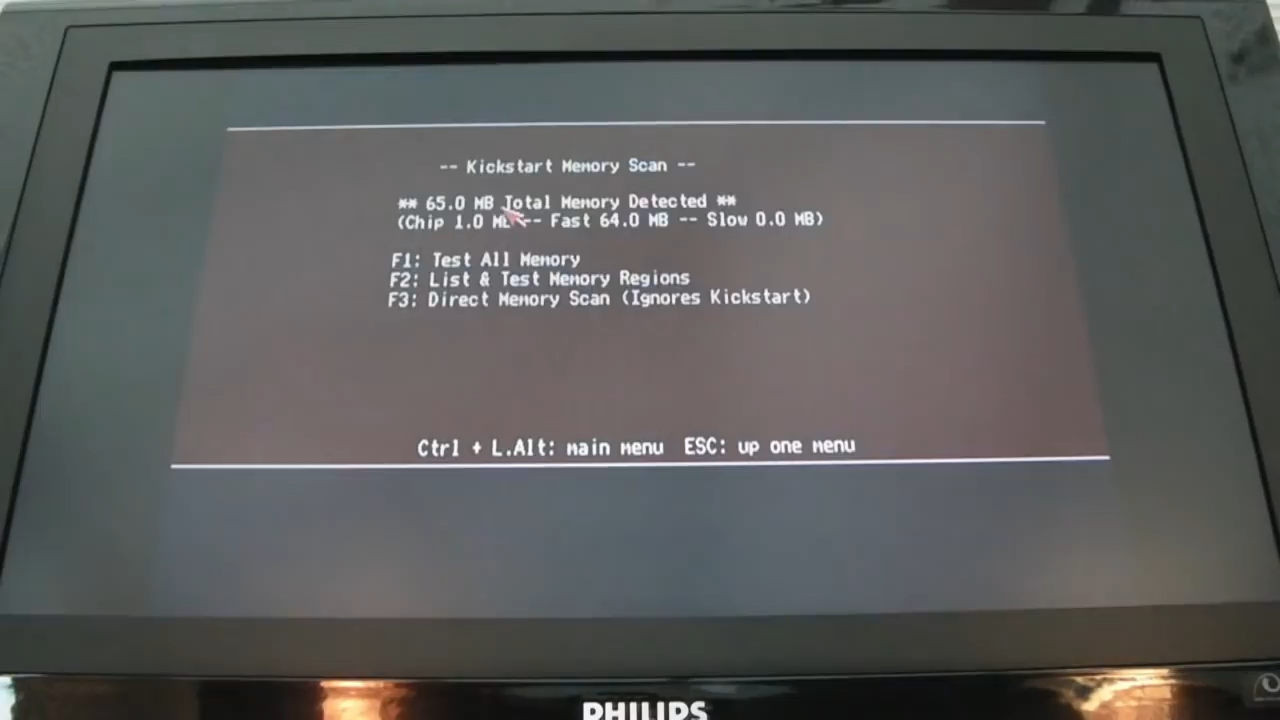 -- Kickstart Memory Scan --
** 65.0 MB Total Memory Detected **
(Chip 1.0 -- Fast 64.0 MB -- Slow 0.0 MB)
F1: Test All Memory
F2: List & Test Memory Regions
F3: Direct Memory Scan (Ignores Kickstart)
Ctrl + L.Alt: main menu ESC: up one menu
PHILIPS